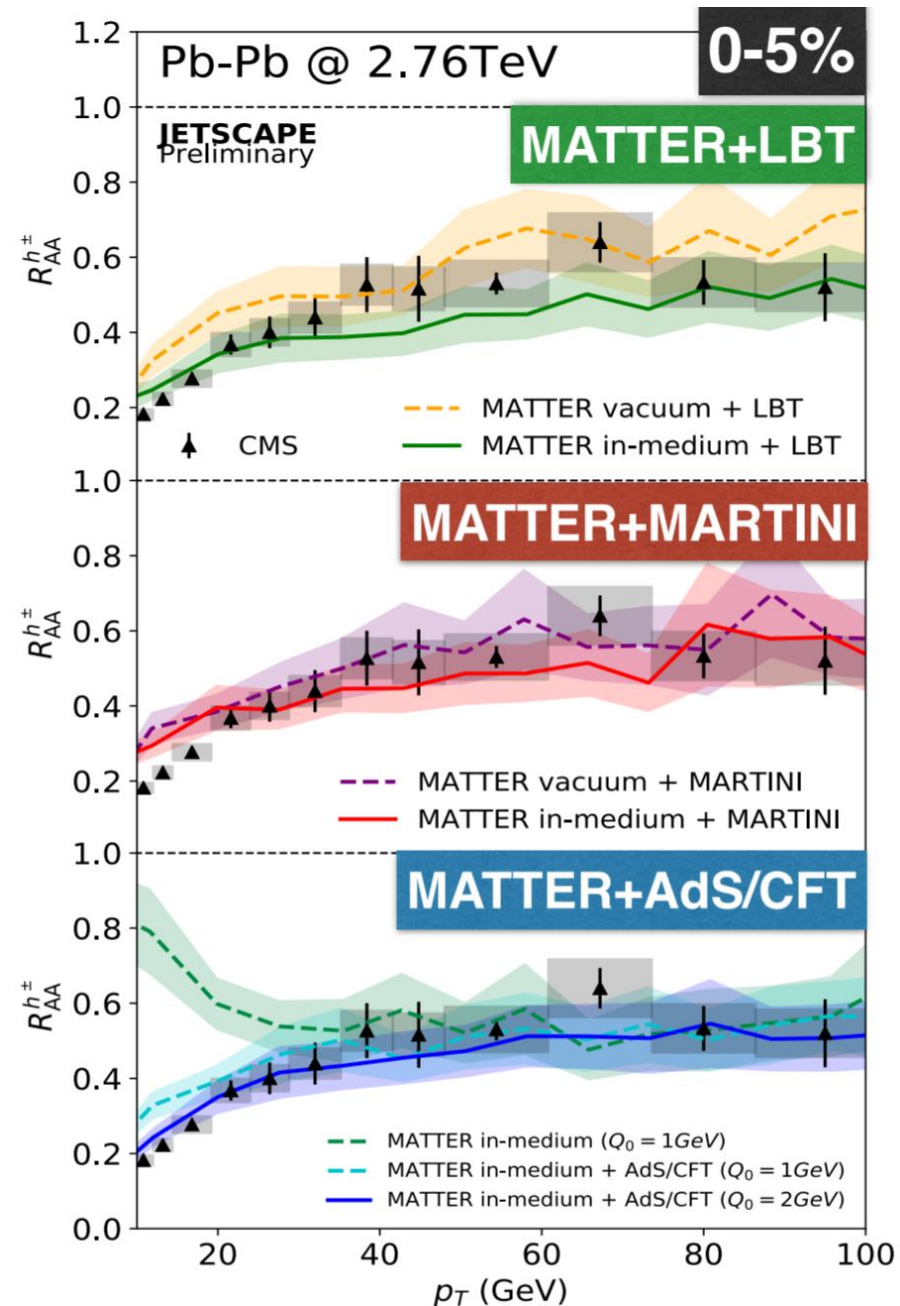 1.2
Pb-Pb @ 2.76TeV
0-5%
1.0
JETSCAPE
Preliminary
MATTER+LBT
0.8
0.6
0.4
0.2
R_AA^{h^±}
MATTER vacuum + LBT
CMS
MATTER in-medium + LBT
1.0
MATTER+MARTINI
0.8
0.6
0.4
0.2
R_AA^{h^±}
MATTER vacuum + MARTINI
MATTER in-medium + MARTINI
1.0
MATTER+AdS/CFT
0.8
0.6
0.4
0.2
0.0
R_AA^{h^±}
MATTER in-medium (Q₀ = 1GeV)
MATTER in-medium + AdS/CFT (Q₀ = 1GeV)
MATTER in-medium + AdS/CFT (Q₀ = 2GeV)
20 40 60 80 100
p_T (GeV)